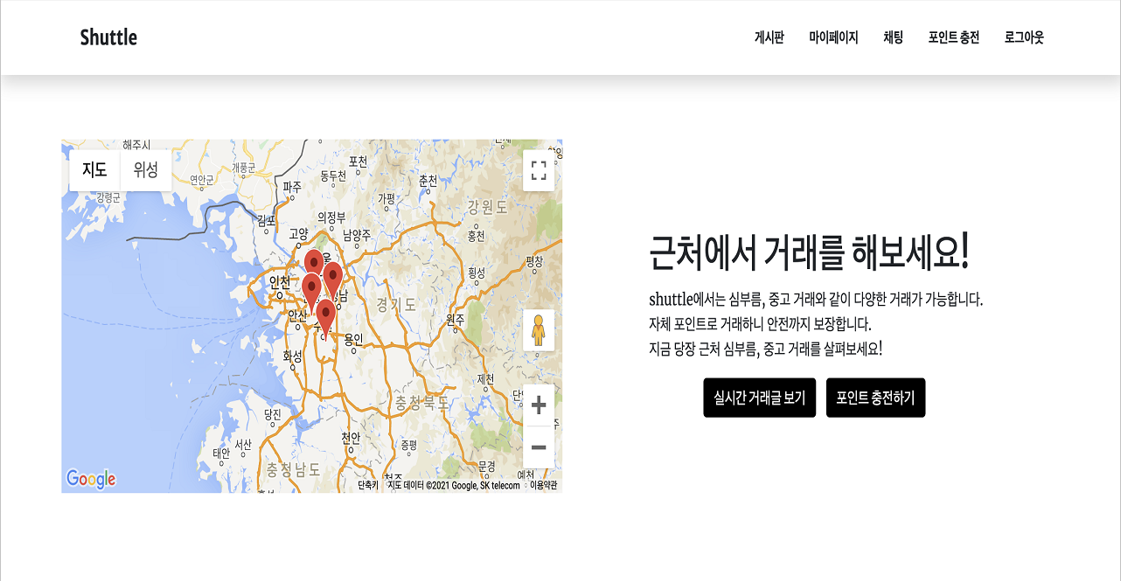 Shuttle
게시판 마이페이지 채팅 포인트 충전 로그아웃
해주시
지도 위성
개풍군
연안군
강령군
포천
동두천
파주
춘천
가평
강원도
김포
의정부
고양
남양주
홍천
인천
횡성
평창
경기도
안산
원주
용인
화성
제천
충청북도
당진
천안
증평
서산
태안
충청남도
문경
예천
Google
단축키 지도 데이터 ©2021 Google, SK telecom 이용약관
근처에서 거래를 해보세요!
shuttle에서는 심부름, 중고 거래와 같이 다양한 거래가 가능합니다.
자체 포인트로 거래하니 안전까지 보장합니다.
지금 당장 근처 심부름, 중고 거래를 살펴보세요!
실시간 거래글 보기 포인트 충전하기